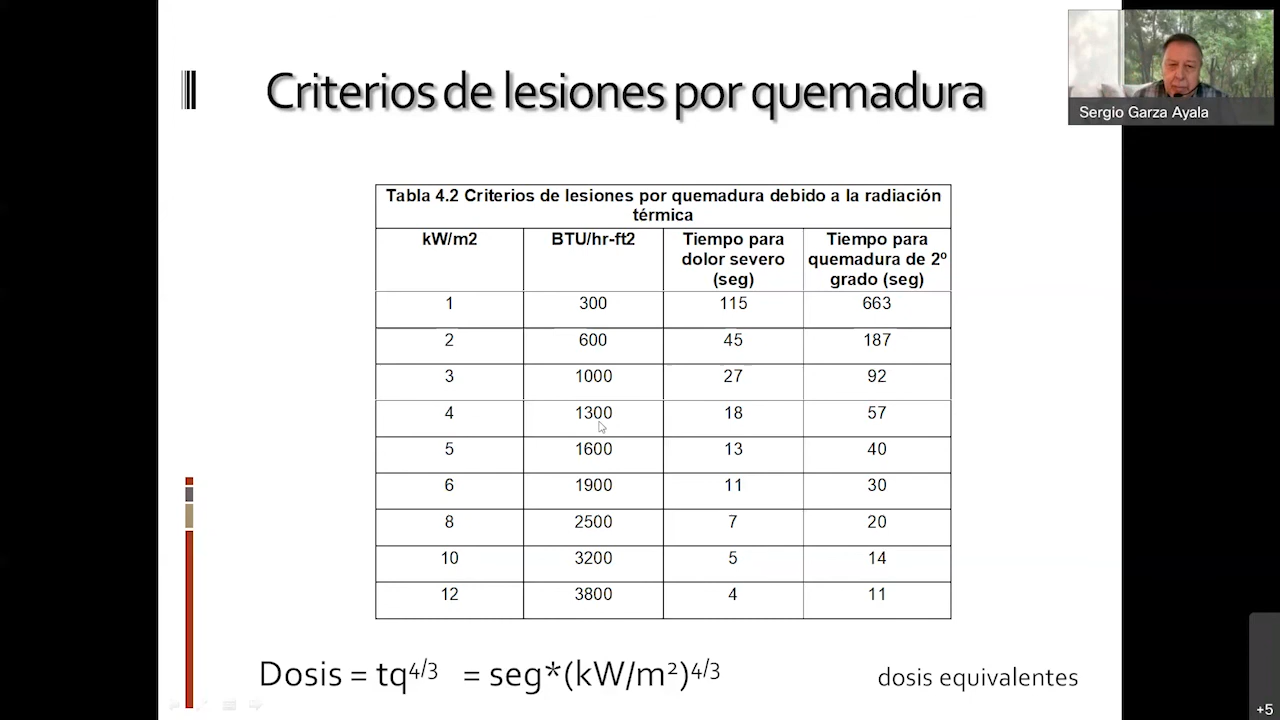 Criterios de lesiones por quemadura
Sergio Garza Ayala
Tabla 4.2 Criterios de lesiones por quemadura debido a la radiación
térmica
kW/m2 BTU/hr-ft2 Tiempo para dolor severo (seg) Tiempo para quemadura de 2º grado (seg)
1 300 115 663
2 600 45 187
3 1000 27 92
4 1300 18 57
5 1600 13 40
6 1900 11 30
8 2500 7 20
10 3200 5 14
12 3800 4 11
Dosis = tq⁴ᐟ³ = seg*(kW/m²)⁴ᐟ³ dosis equivalentes
+5